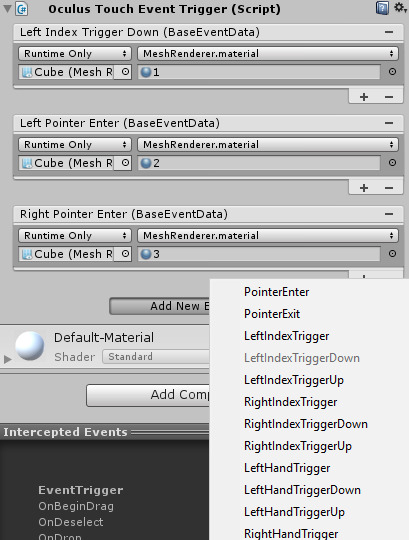 Oculus Touch Event Trigger (Script)
Left Index Trigger Down (BaseEventData)
Runtime Only
MeshRenderer.material
Cube (Mesh R
1
Left Pointer Enter (BaseEventData)
Runtime Only
MeshRenderer.material
Cube (Mesh R
2
Right Pointer Enter (BaseEventData)
Runtime Only
MeshRenderer.material
Cube (Mesh R
3
Add New E
PointerEnter
PointerExit
LeftIndexTrigger
LeftIndexTriggerDown
LeftIndexTriggerUp
RightIndexTrigger
RightIndexTriggerDown
RightIndexTriggerUp
LeftHandTrigger
LeftHandTriggerDown
LeftHandTriggerUp
RightHandTrigger
Default-Material
Shader Standard
Add Comp
Intercepted Events
EventTrigger
OnBeginDrag
OnDeselect
OnDrop